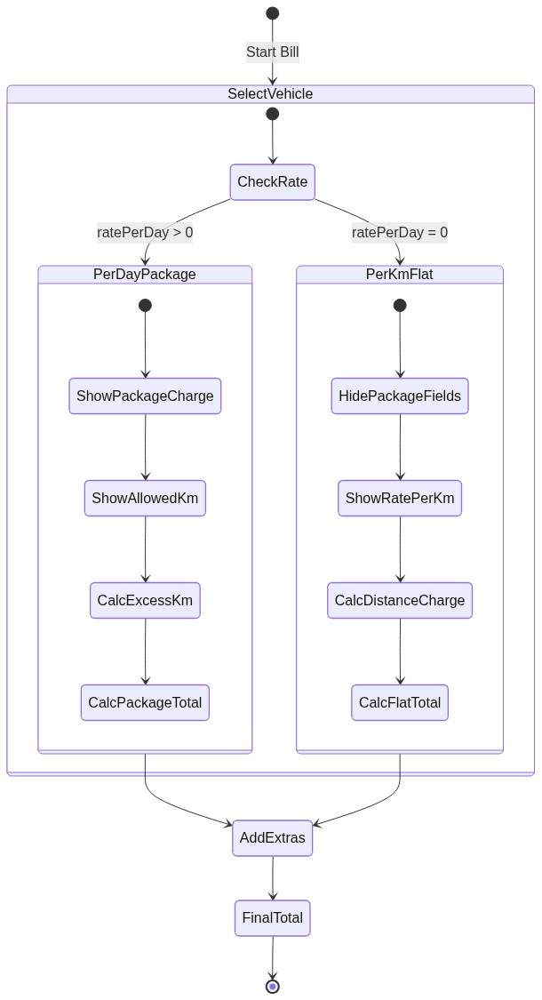 Start Bill
SelectVehicle
CheckRate
ratePerDay > 0
ratePerDay = 0
PerDayPackage
PerKmFlat
ShowPackageCharge
HidePackageFields
ShowAllowedKm
ShowRatePerKm
CalcExcessKm
CalcDistanceCharge
CalcPackageTotal
CalcFlatTotal
AddExtras
FinalTotal